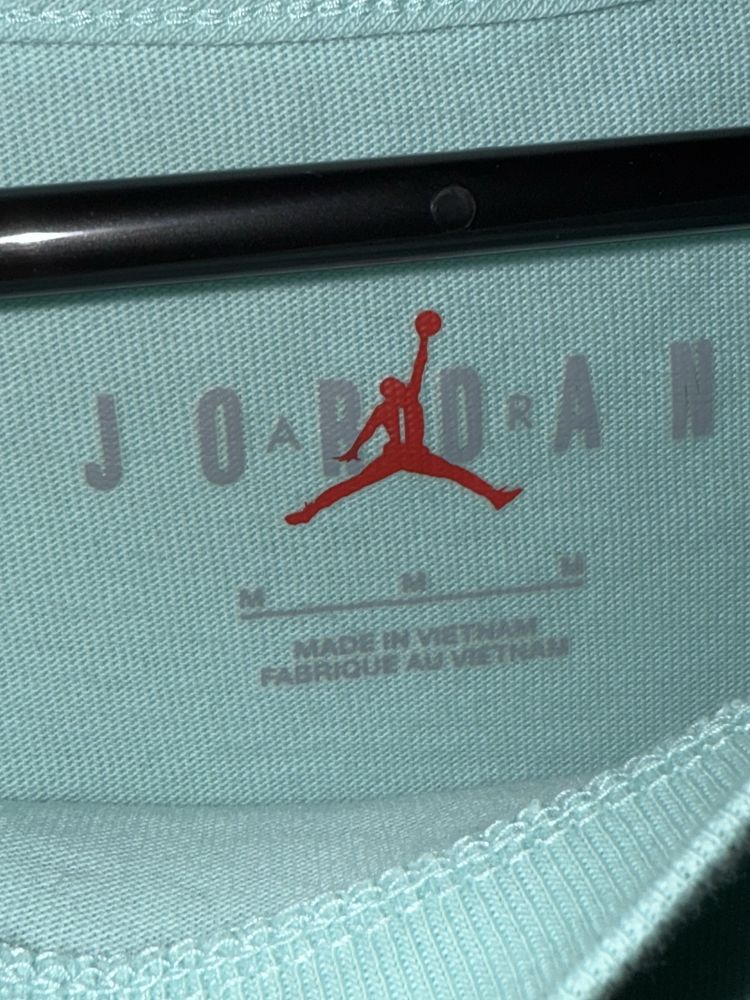 JORDAN
AIR
M M M
MADE IN VIETNAM
FABRIQUE AU VIETNAM